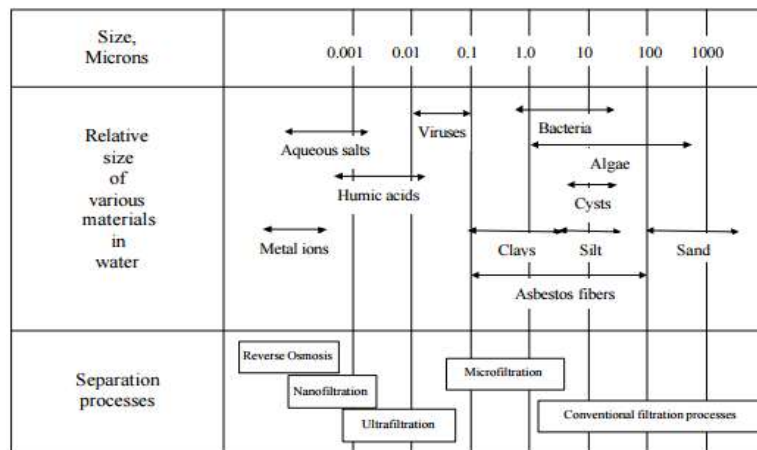 Size,
Microns
0.001 0.01 0.1 1.0 10 100 1000
Relative
size
of
various
materials
in
water
Viruses
Bacteria
Aqueous salts
Algae
Humic acids
Cysts
Metal ions
Clays
Silt
Sand
Asbestos fibers
Separation
processes
Reverse Osmosis
Nanofiltration
Ultrafiltration
Microfiltration
Conventional filtration processes